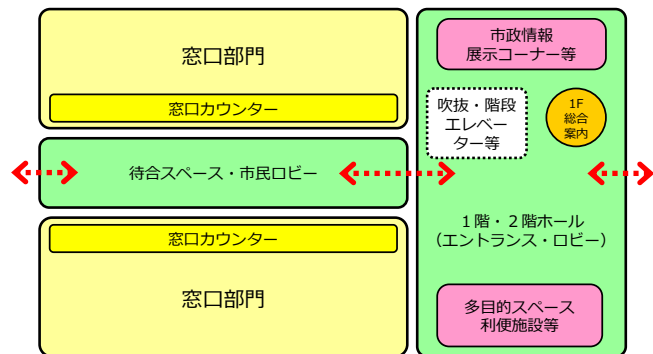 窓口部門
窓口カウンター
待合スペース・市民ロビー
窓口カウンター
窓口部門
市政情報
展示コーナー等
吹抜・階段
エレベー
ター等
1F
総合
案内
１階・２階ホール
（エントランス・ロビー）
多目的スペース
利便施設等